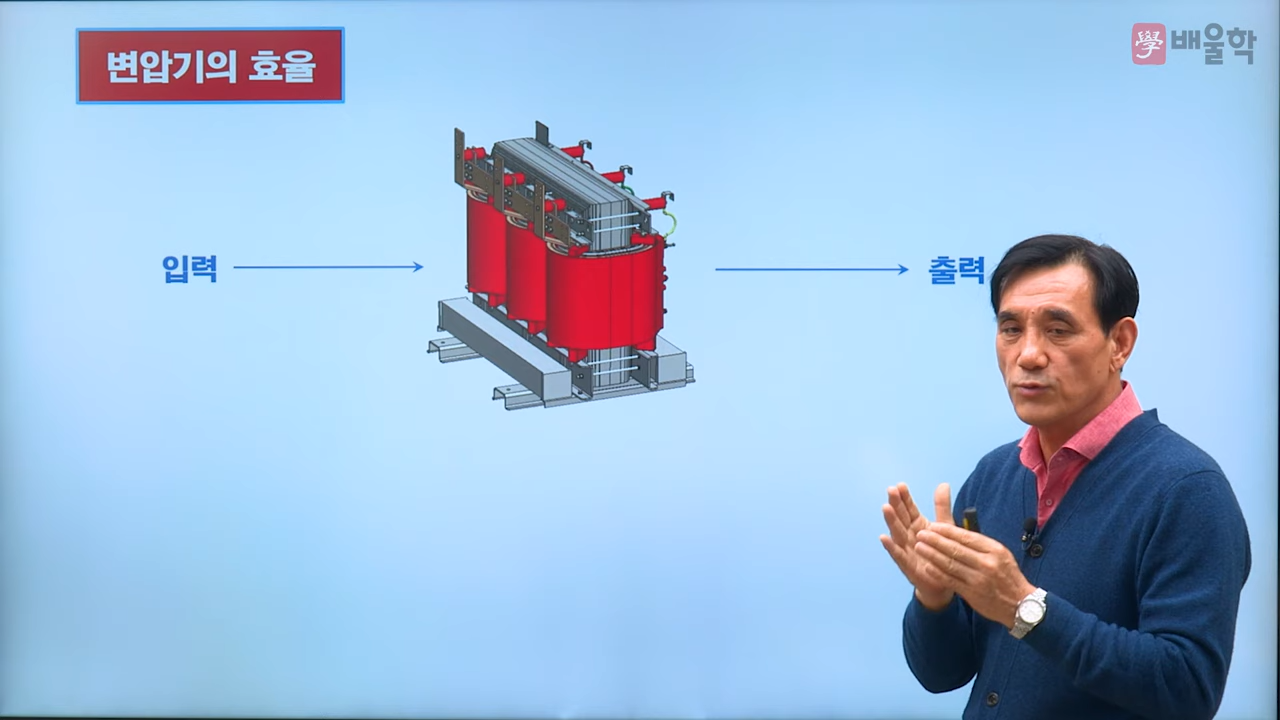 변압기의 효율
學 배울학
입력
출력